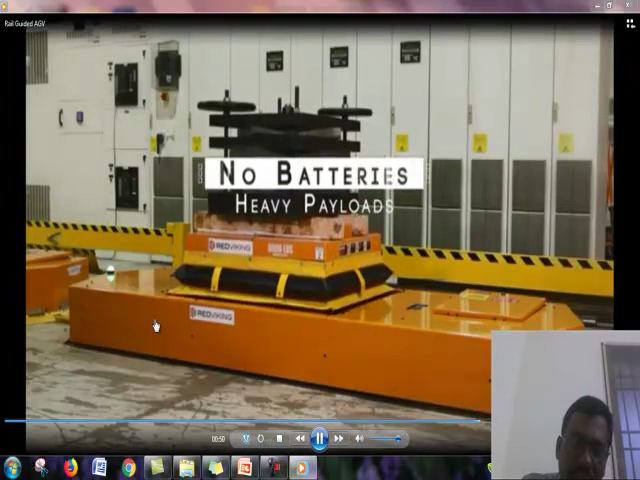 Rail Guided AGV
NO BATTERIES
HEAVY PAYLOADS
REDVIKING
REDVIKING
00:50